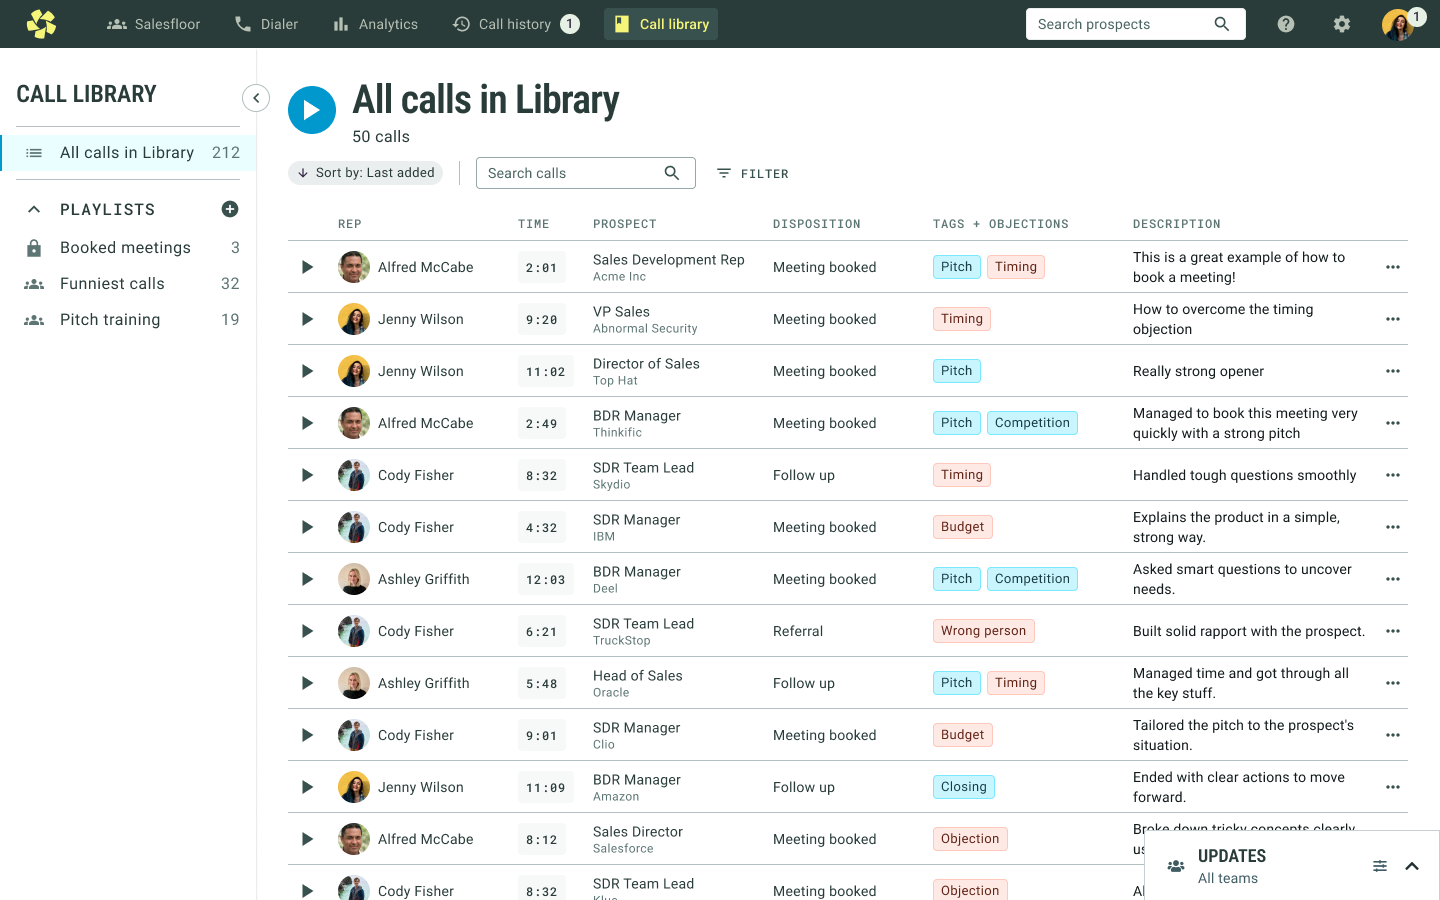 Salesfloor
Dialer
Analytics
Call history 1
Call library
Search prospects
1
CALL LIBRARY
All calls in Library 212
PLAYLISTS
Booked meetings 3
Funniest calls 32
Pitch training 19
All calls in Library
50 calls
Sort by: Last added
Search calls
FILTER
REP TIME PROSPECT DISPOSITION TAGS + OBJECTIONS DESCRIPTION
Alfred McCabe 2:01 Sales Development Rep Meeting booked Pitch Timing This is a great example of how to
Acme Inc book a meeting!
Jenny Wilson 9:20 VP Sales Meeting booked Timing How to overcome the timing
Abnormal Security objection
Jenny Wilson 11:02 Director of Sales Meeting booked Pitch Really strong opener
Top Hat
Alfred McCabe 2:49 BDR Manager Meeting booked Pitch Competition Managed to book this meeting very
Thinkific quickly with a strong pitch
Cody Fisher 8:32 SDR Team Lead Follow up Timing Handled tough questions smoothly
Skydio
Cody Fisher 4:32 SDR Manager Meeting booked Budget Explains the product in a simple,
IBM strong way.
Ashley Griffith 12:03 BDR Manager Meeting booked Pitch Competition Asked smart questions to uncover
Deel needs.
Cody Fisher 6:21 SDR Team Lead Referral Wrong person Built solid rapport with the prospect.
TruckStop
Ashley Griffith 5:48 Head of Sales Follow up Pitch Timing Managed time and got through all
Oracle the key stuff.
Cody Fisher 9:01 SDR Manager Meeting booked Budget Tailored the pitch to the prospect's
Clio situation.
Jenny Wilson 11:09 BDR Manager Follow up Closing Ended with clear actions to move
Amazon forward.
Alfred McCabe 8:12 Sales Director Meeting booked Objection Broke down tricky concepts clearly
Salesforce
Cody Fisher 8:32 SDR Team Lead Meeting booked Objection
UPDATES
All teams